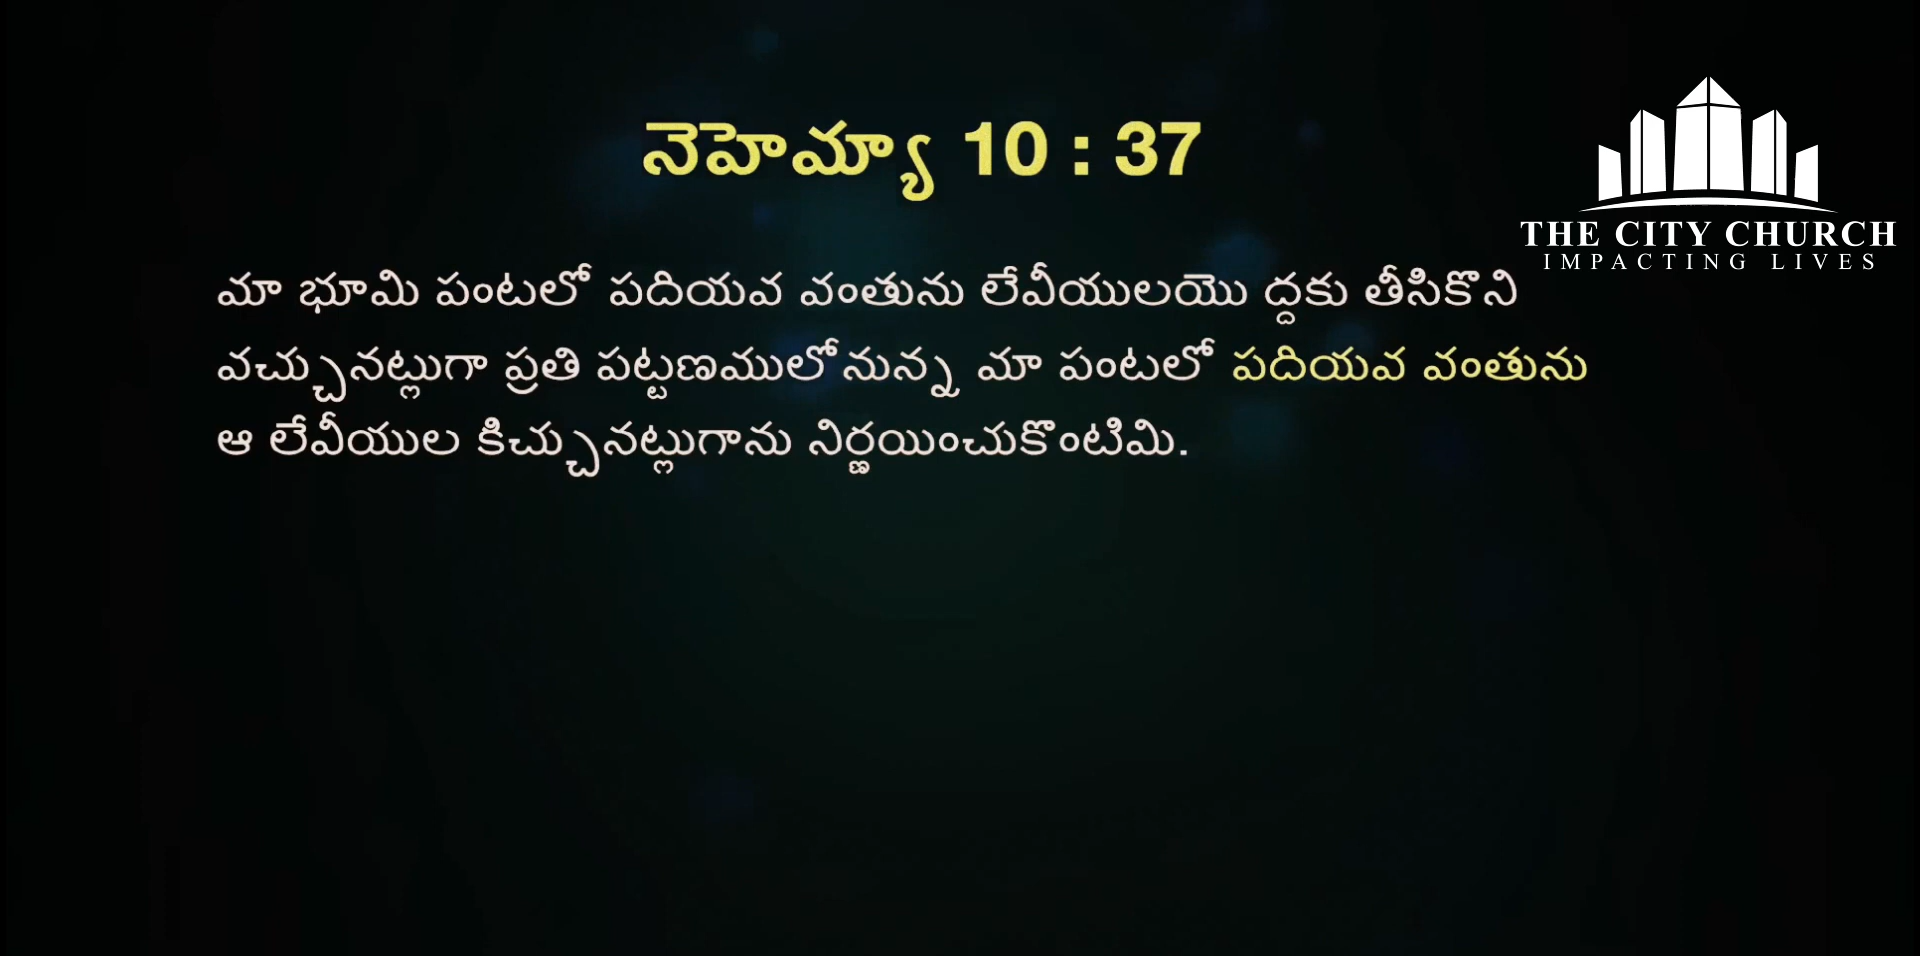 నెహెమ్యా 10 : 37
THE CITY CHURCH
IMPACTING LIVES
మా భూమి పంటలో పదియవ వంతును లేవీయులయొ ద్దకు తీసికొని
వచ్చునట్లుగా ప్రతి పట్టణములోనున్న మా పంటలో పదియవ వంతును
ఆ లేవీయుల కిచ్చునట్లుగాను నిర్ణయించుకొంటిమి.